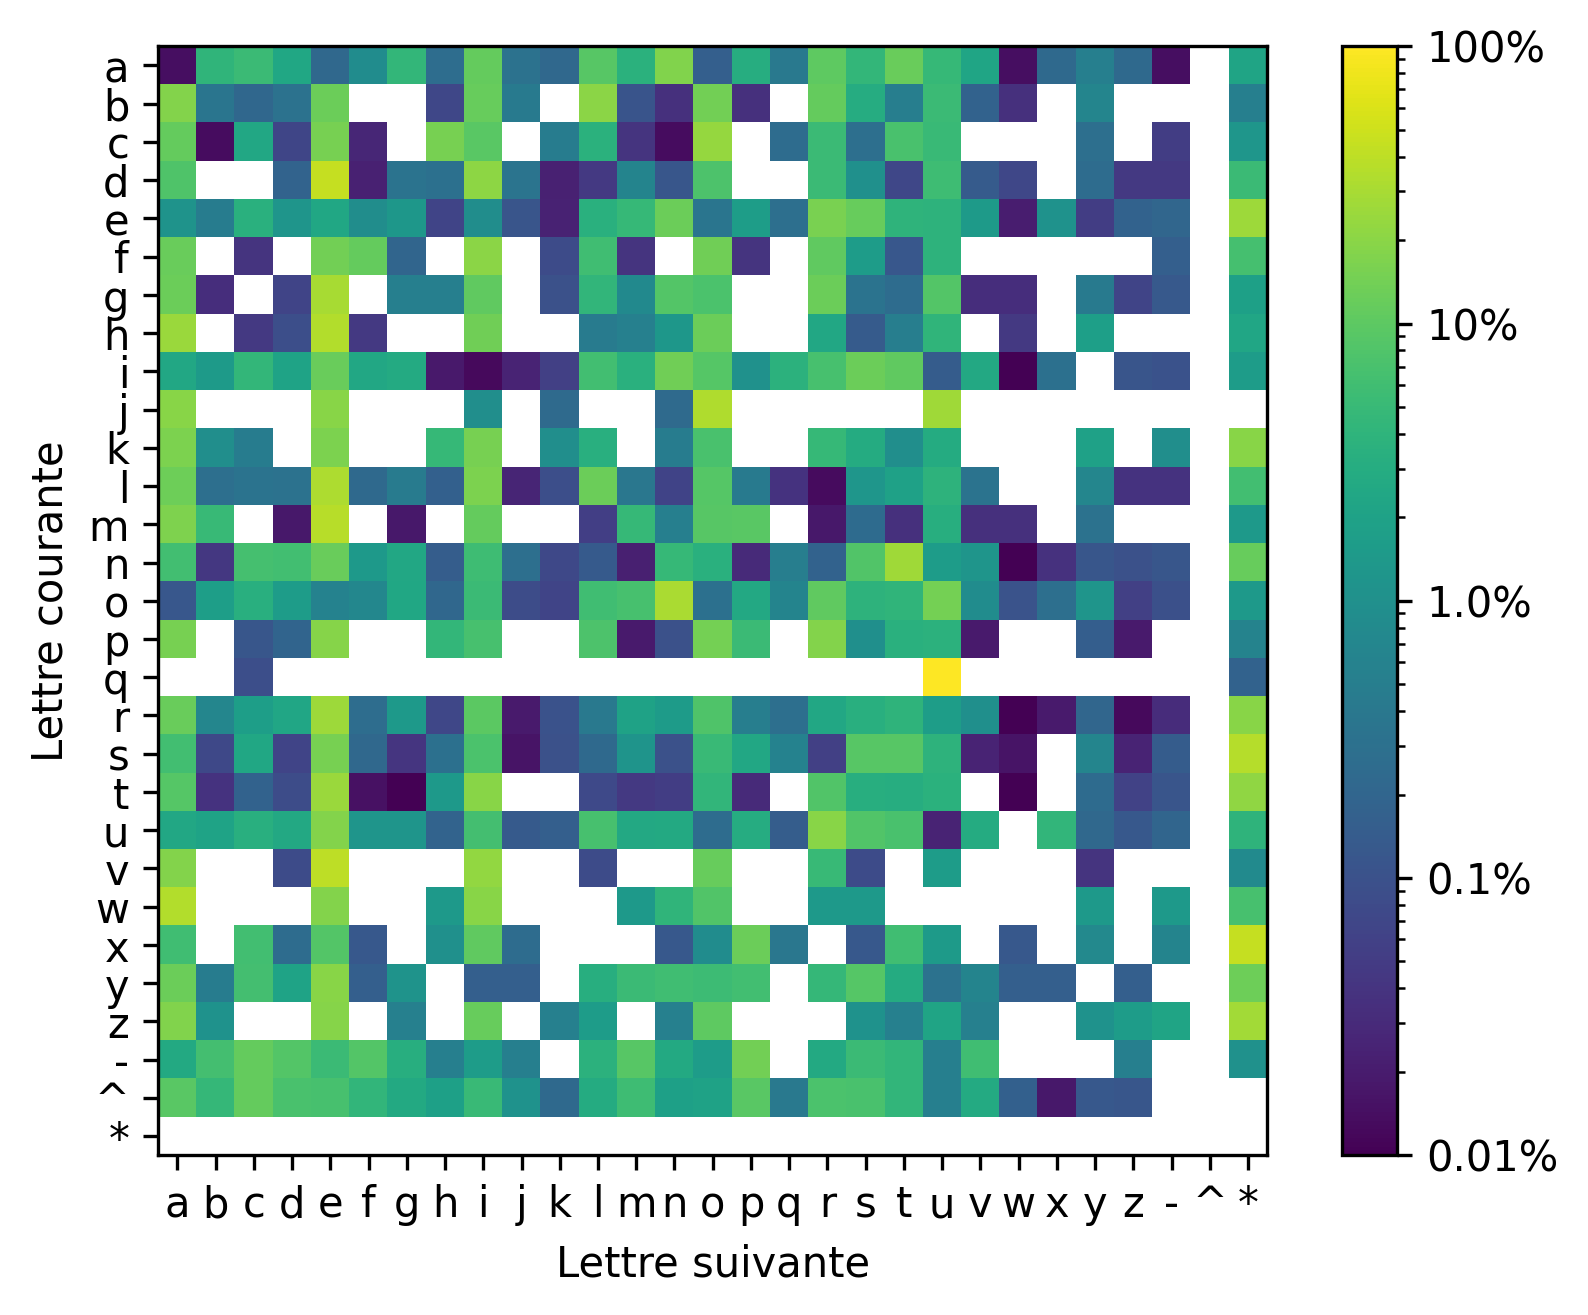 a
b
c
d
e
f
g
h
i
j
k
l
m
n
o
p
q
r
s
t
u
v
w
x
y
z
-
^
*
Lettre courante
a b c d e f g h i j k l m n o p q r s t u v w x y z - ^ *
Lettre suivante
100%
10%
1.0%
0.1%
0.01%